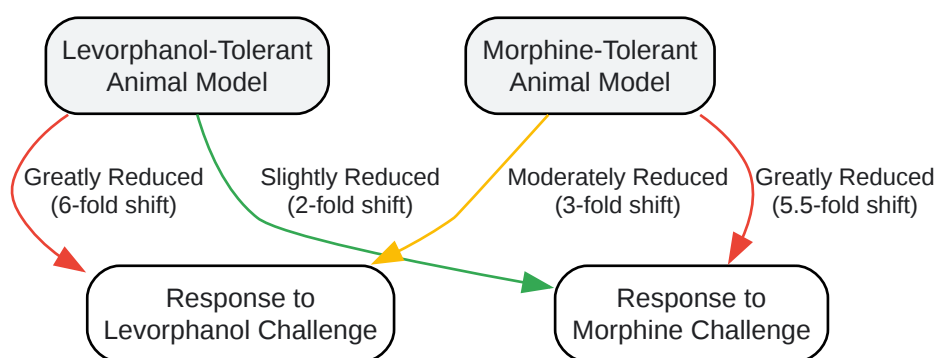 Levorphanol-Tolerant
Animal Model
Morphine-Tolerant
Animal Model
Greatly Reduced
(6-fold shift)
Slightly Reduced
(2-fold shift)
Moderately Reduced
(3-fold shift)
Greatly Reduced
(5.5-fold shift)
Response to
Levorphanol Challenge
Response to
Morphine Challenge